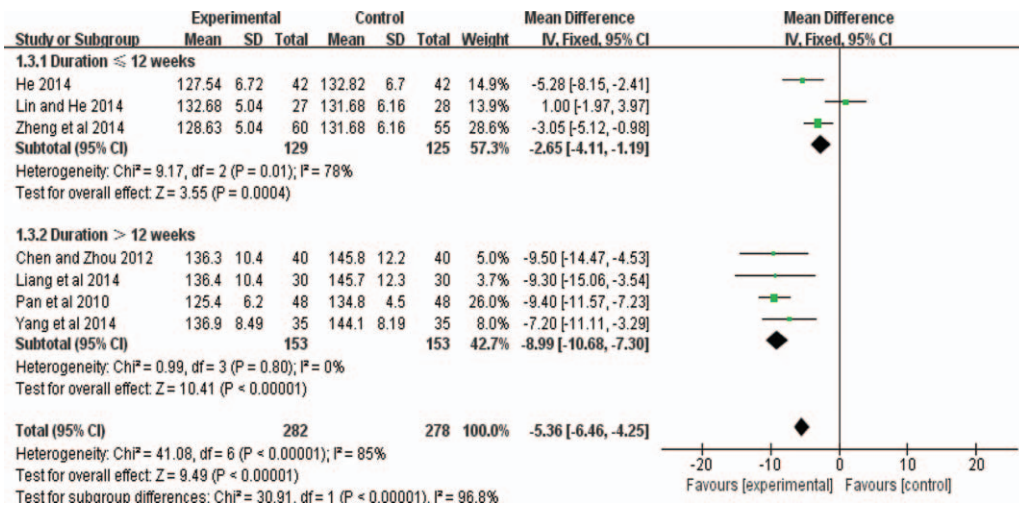 Experimental Control Mean Difference Mean Difference
Study or Subgroup Mean SD Total Mean SD Total Weight IV, Fixed, 95% CI IV, Fixed, 95% CI
1.3.1 Duration ⩽ 12 weeks
He 2014 127.54 6.72 42 132.82 6.7 42 14.9% -5.28 [-8.15, -2.41]
Lin and He 2014 132.68 5.04 27 131.68 6.16 28 13.9% 1.00 [-1.97, 3.97]
Zheng et al 2014 128.63 5.04 60 131.68 6.16 55 28.6% -3.05 [-5.12, -0.98]
Subtotal (95% CI) 129 125 57.3% -2.65 [-4.11, -1.19]
Heterogeneity: Chi² = 9.17, df = 2 (P = 0.01); I² = 78%
Test for overall effect: Z = 3.55 (P = 0.0004)
1.3.2 Duration > 12 weeks
Chen and Zhou 2012 136.3 10.4 40 145.8 12.2 40 5.0% -9.50 [-14.47, -4.53]
Liang et al 2014 136.4 10.4 30 145.7 12.3 30 3.7% -9.30 [-15.06, -3.54]
Pan et al 2010 125.4 6.2 48 134.8 4.5 48 26.0% -9.40 [-11.57, -7.23]
Yang et al 2014 136.9 8.49 35 144.1 8.19 35 8.0% -7.20 [-11.11, -3.29]
Subtotal (95% CI) 153 153 42.7% -8.99 [-10.68, -7.30]
Heterogeneity: Chi² = 0.99, df = 3 (P = 0.80); I² = 0%
Test for overall effect: Z = 10.41 (P < 0.00001)
Total (95% CI) 282 278 100.0% -5.36 [-6.46, -4.25]
Heterogeneity: Chi² = 41.08, df = 6 (P < 0.00001); I² = 85%
Test for overall effect: Z = 9.49 (P < 0.00001)
Test for subgroup differences: Chi² = 30.91, df = 1 (P < 0.00001), I² = 96.8%
-20 -10 0 10 20
Favours [experimental] Favours [control]